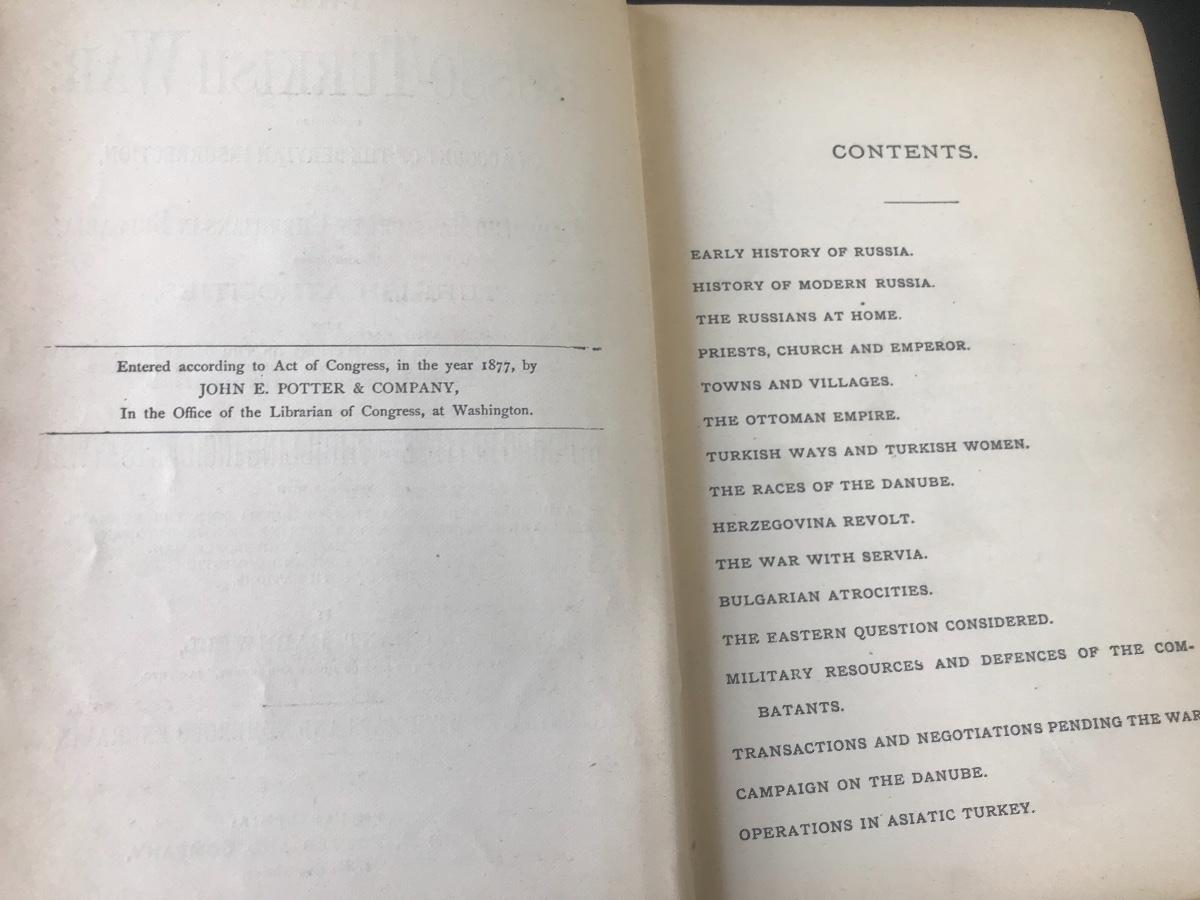 Entered according to Act of Congress, in the year 1877, by
JOHN E. POTTER & COMPANY,
In the Office of the Librarian of Congress, at Washington.
CONTENTS.
EARLY HISTORY OF RUSSIA.
HISTORY OF MODERN RUSSIA.
THE RUSSIANS AT HOME.
PRIESTS, CHURCH AND EMPEROR.
TOWNS AND VILLAGES.
THE OTTOMAN EMPIRE.
TURKISH WAYS AND TURKISH WOMEN.
THE RACES OF THE DANUBE.
HERZEGOVINA REVOLT.
THE WAR WITH SERVIA.
BULGARIAN ATROCITIES.
THE EASTERN QUESTION CONSIDERED.
MILITARY RESOURCES AND DEFENCES OF THE COM-
BATANTS.
TRANSACTIONS AND NEGOTIATIONS PENDING THE WAR
CAMPAIGN ON THE DANUBE.
OPERATIONS IN ASIATIC TURKEY.